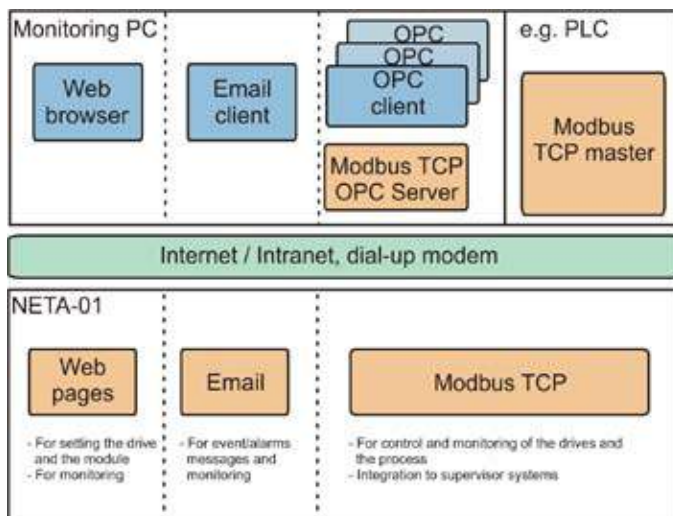 Monitoring PC
e.g. PLC
Web
browser
Email
client
OPC
OPC
OPC
client
Modbus TCP
OPC Server
Modbus
TCP master
Internet / Intranet, dial-up modem
NETA-01
Web
pages
Email
Modbus TCP
- For setting the drive
and the module
- For monitoring
- For event/alarms
messages and
monitoring
- For control and monitoring of the drives and
the process
- Integration to supervisor systems